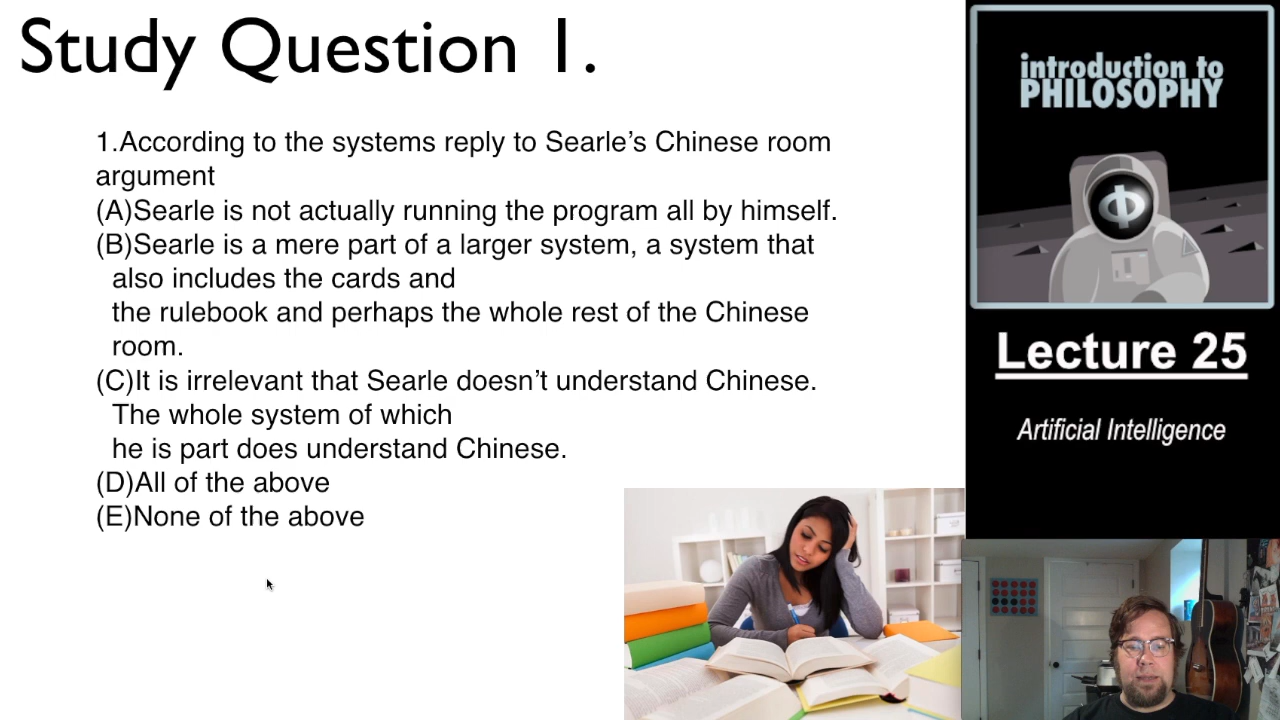 Study Question 1.
1.According to the systems reply to Searle’s Chinese room
argument
(A)Searle is not actually running the program all by himself.
(B)Searle is a mere part of a larger system, a system that
also includes the cards and
the rulebook and perhaps the whole rest of the Chinese
room.
(C)It is irrelevant that Searle doesn’t understand Chinese.
The whole system of which
he is part does understand Chinese.
(D)All of the above
(E)None of the above
introduction to
PHILOSOPHY
Φ
Lecture 25
Artificial Intelligence